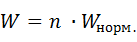 W = n · Wнорм.